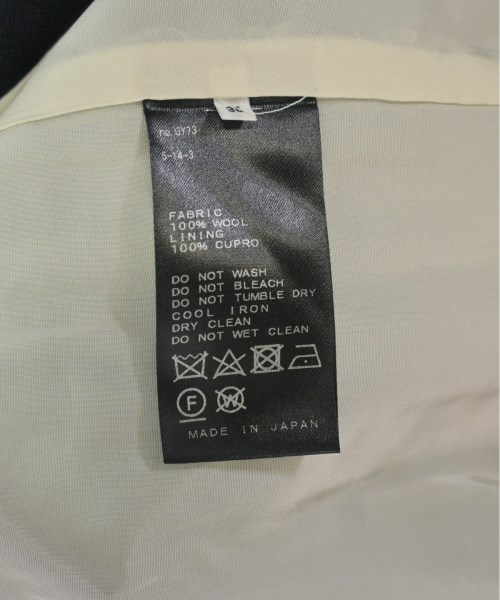 no. GY73
5-14-3
FABRIC
100% WOOL
LINING
100% CUPRO
DO NOT WASH
DO NOT BLEACH
DO NOT TUMBLE DRY
COOL IRON
DRY CLEAN
DO NOT WET CLEAN
F W
MADE IN JAPAN